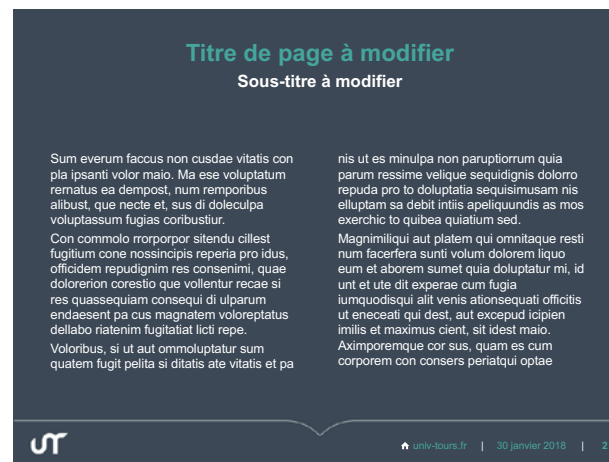 Titre de page à modifier
Sous-titre à modifier
Sum everum faccus non cusdae vitatis con
pla ipsanti volor maio. Ma ese voluptatum
rernatus ea dempost, num remporibus
alibust, que necte et, sus di doleculpa
voluptassum fugias coribustiur.
Con commolo rrorporpor sitendu cillest
fugitium cone nossincipis reperia pro idus,
officidem repudignim res consenimi, quae
dolorerion corestio que vollentur recae si
res quassequiam consequi di ulparum
endaesent pa cus magnatem voloreptatus
dellabo riatenim fugitatiat licti repe.
Voloribus, si ut aut ommoluptatur sum
quatem fugit pelita si ditatis ate vitatis et pa
nis ut es minulpa non paruptiorrum quia
parum ressime velique sequidignis dolorro
repuda pro to doluptatia sequisimusam nis
elluptam sa debit intiis apeliquundis as mos
exerchic to quibea quiatium sed.
Magnimiliqui aut platem qui omnitaque resti
num facerfera sunti volum dolorem liquo
eum et aborem sumet quia doluptatur mi, id
unt et ute dit experae cum fugia
iumquodisqui alit venis ationsequati officitis
ut eneceati qui dest, aut excepud icipien
imilis et maximus cient, sit idest maio.
Aximporemque cor sus, quam es cum
corporem con consers periatqui optae
UT
univ-tours.fr | 30 janvier 2018 | 2